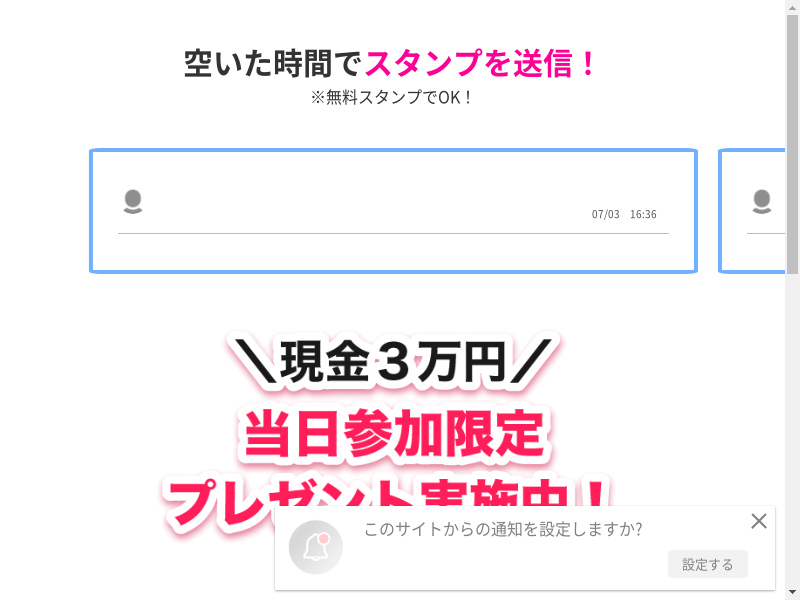 空いた時間でスタンプを送信！
※無料スタンプでOK！
07/03 16:36
＼現金３万円／
当日参加限定
プレゼント実施中！
このサイトからの通知を設定しますか?
設定する